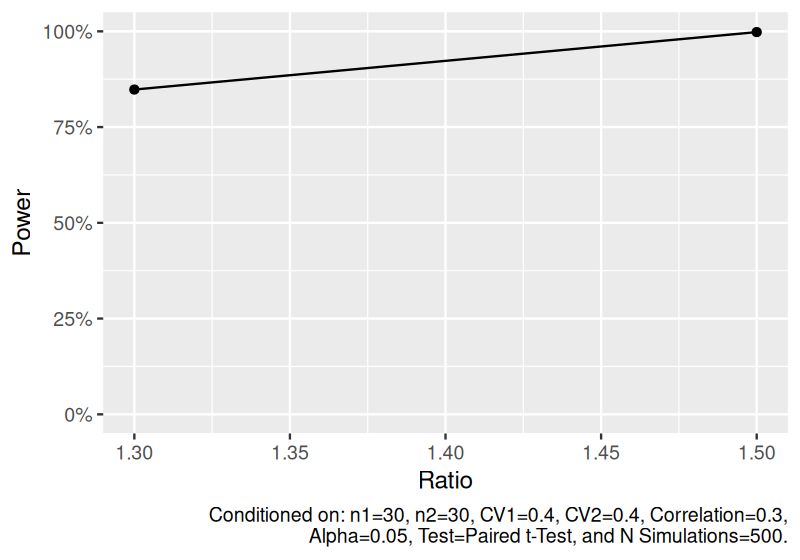 100%
75%
50%
25%
0%
Power
1.30 1.35 1.40 1.45 1.50
Ratio
Conditioned on: n1=30, n2=30, CV1=0.4, CV2=0.4, Correlation=0.3,
Alpha=0.05, Test=Paired t-Test, and N Simulations=500.